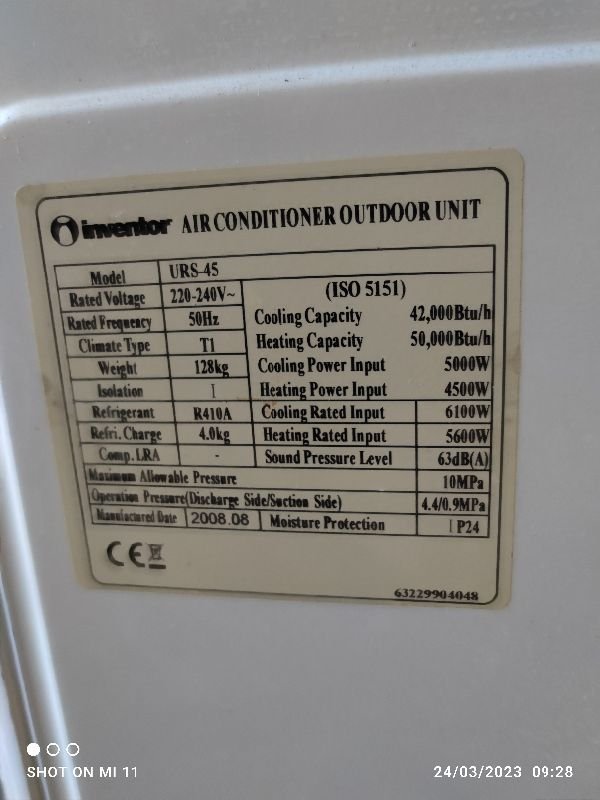 inventor AIR CONDITIONER OUTDOOR UNIT
Model URS-45
Rated Voltage 220-240V~ (ISO 5151)
Rated Frequency 50Hz Cooling Capacity 42,000Btu/h
Climate Type T1 Heating Capacity 50,000Btu/h
Weight 128kg Cooling Power Input 5000W
Isolation I Heating Power Input 4500W
Refrigerant R410A Cooling Rated Input 6100W
Refri. Charge 4.0kg Heating Rated Input 5600W
Comp. LRA - Sound Pressure Level 63dB(A)
Maximum Allowable Pressure 10MPa
Operation Pressure(Discharge Side/Suction Side) 4.4/0.9MPa
Manufactured Date 2008.08 Moisture Protection IP24
CE
63229904048
SHOT ON MI 11 24/03/2023 09:28